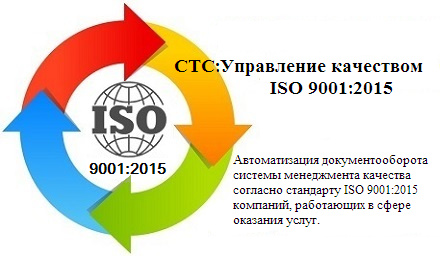 СТС:Управление качеством
ISO 9001:2015
ISO
9001:2015
Автоматизация документооборота
системы менеджмента качества
согласно стандарту ISO 9001:2015
компаний, работающих в сфере
оказания услуг.